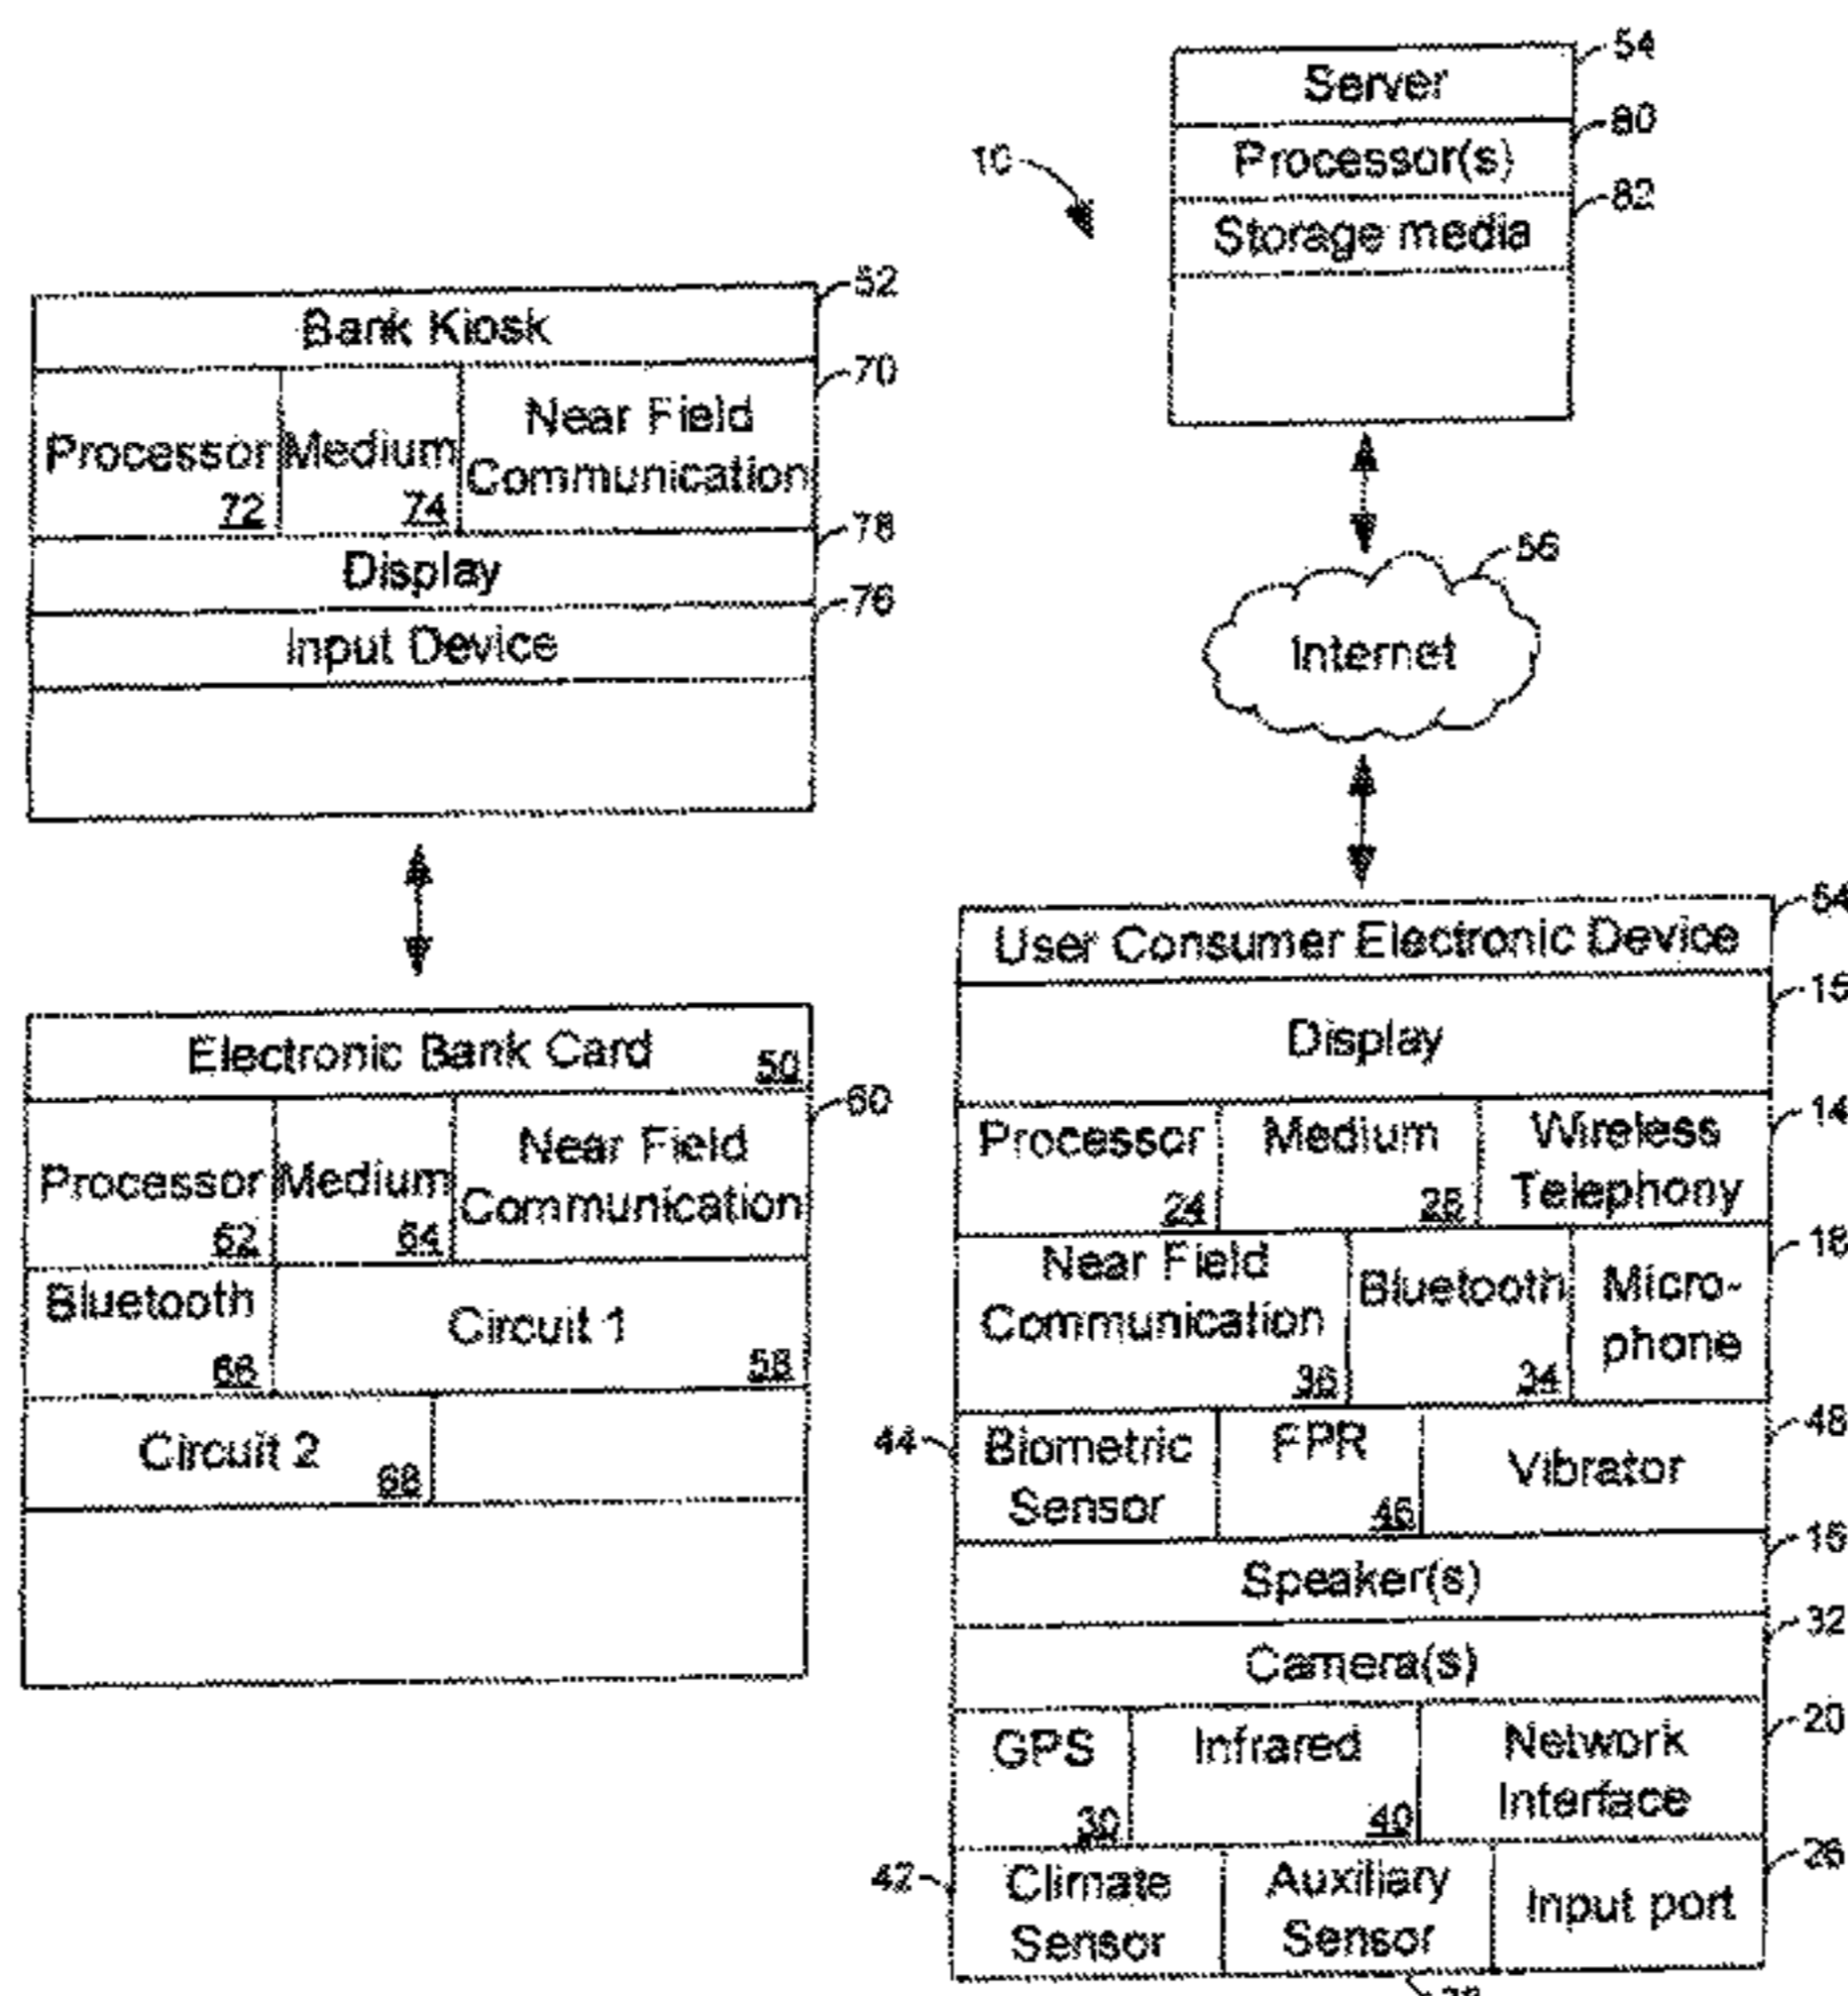 10
Server
54
Processor(s)
80
Storage media
82
Bank Kiosk
52
Processor
72
Medium
74
Near Field
Communication
70
Display
78
Input Device
76
Internet
56
Electronic Bank Card
50
Processor
62
Medium
64
Near Field
Communication
60
Bluetooth
66
Circuit 1
58
Circuit 2
68
User Consumer Electronic Device
54
Display
Processor
24
Medium
28
Wireless
Telephony
14
Near Field
Communication
36
Bluetooth
34
Micro-
phone
18
44
Biometric
Sensor
FPR
46
Vibrator
48
Speaker(s)
16
Camera(s)
32
GPS
30
Infrared
40
Network
Interface
20
42
Climate
Sensor
Auxiliary
Sensor
Input port
26